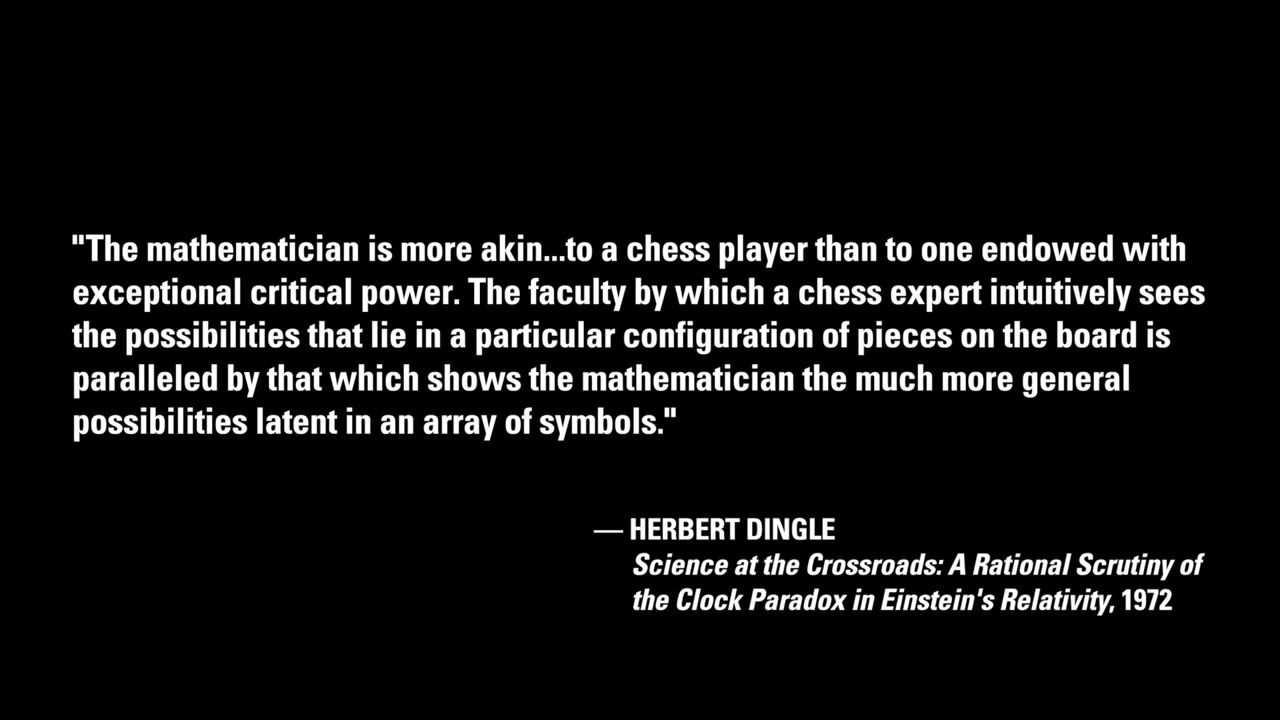 "The mathematician is more akin...to a chess player than to one endowed with
exceptional critical power. The faculty by which a chess expert intuitively sees
the possibilities that lie in a particular configuration of pieces on the board is
paralleled by that which shows the mathematician the much more general
possibilities latent in an array of symbols."
— HERBERT DINGLE
Science at the Crossroads: A Rational Scrutiny of
the Clock Paradox in Einstein's Relativity, 1972